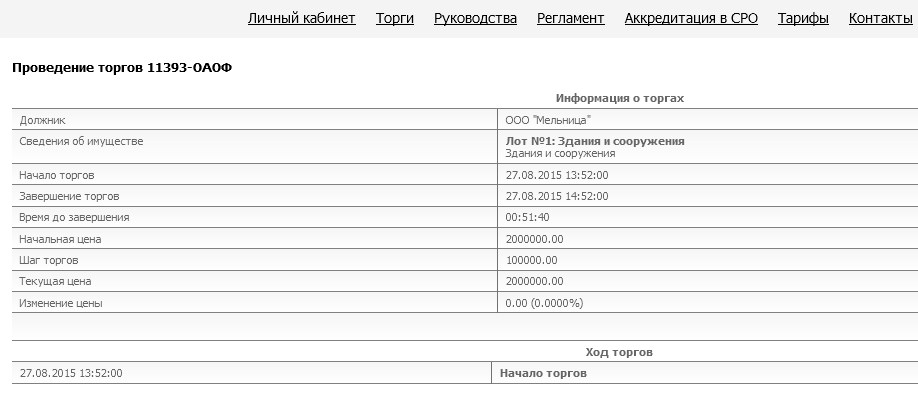 Личный кабинет Торги Руководства Регламент Аккредитация в СРО Тарифы Контакты
Проведение торгов 11393-ОАОФ
Информация о торгах
Должник ООО "Мельница"
Сведения об имуществе Лот №1: Здания и сооружения
Здания и сооружения
Начало торгов 27.08.2015 13:52:00
Завершение торгов 27.08.2015 14:52:00
Время до завершения 00:51:40
Начальная цена 2000000.00
Шаг торгов 100000.00
Текущая цена 2000000.00
Изменение цены 0.00 (0.0000%)
Ход торгов
27.08.2015 13:52:00 Начало торгов